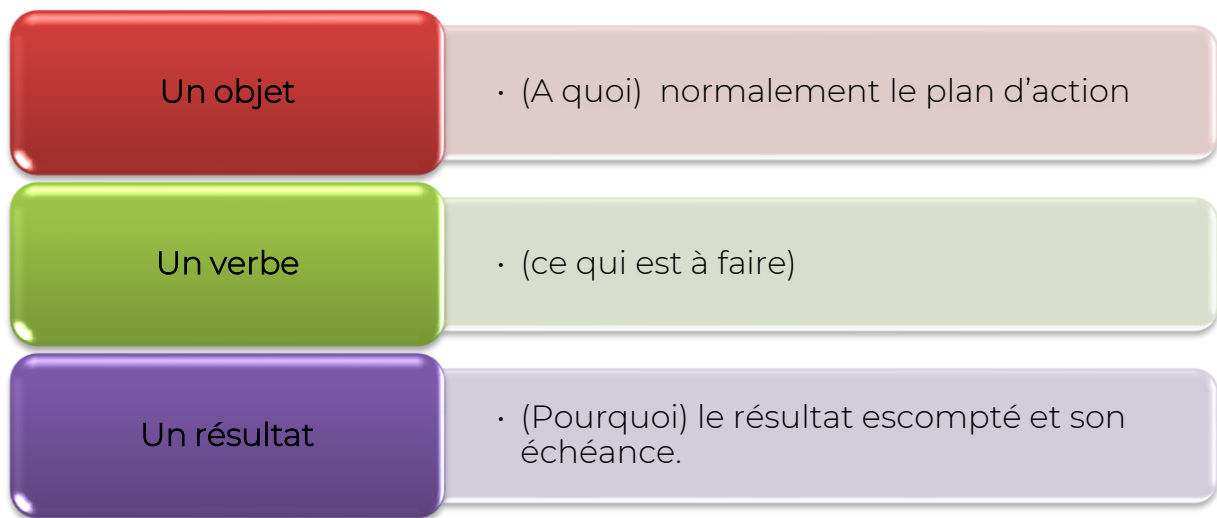 Un objet
• (A quoi)  normalement le plan d’action
Un verbe
• (ce qui est à faire)
Un résultat
• (Pourquoi) le résultat escompté et son
échéance.